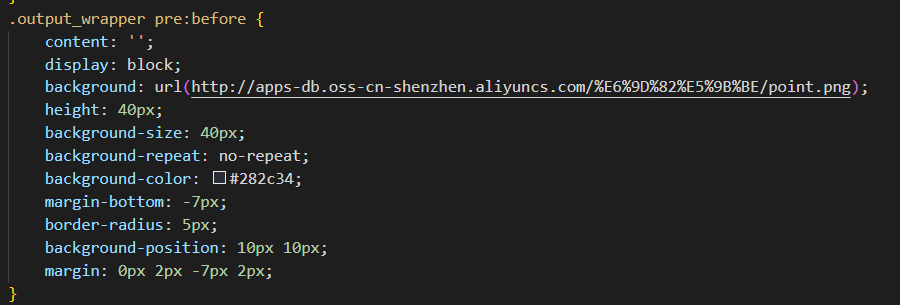 }
.output_wrapper pre:before {
content: '';
display: block;
background: url(http://apps-db.oss-cn-shenzhen.aliyuncs.com/%E6%9D%82%E5%9B%BE/point.png);
height: 40px;
background-size: 40px;
background-repeat: no-repeat;
background-color: #282c34;
margin-bottom: -7px;
border-radius: 5px;
background-position: 10px 10px;
margin: 0px 2px -7px 2px;
}